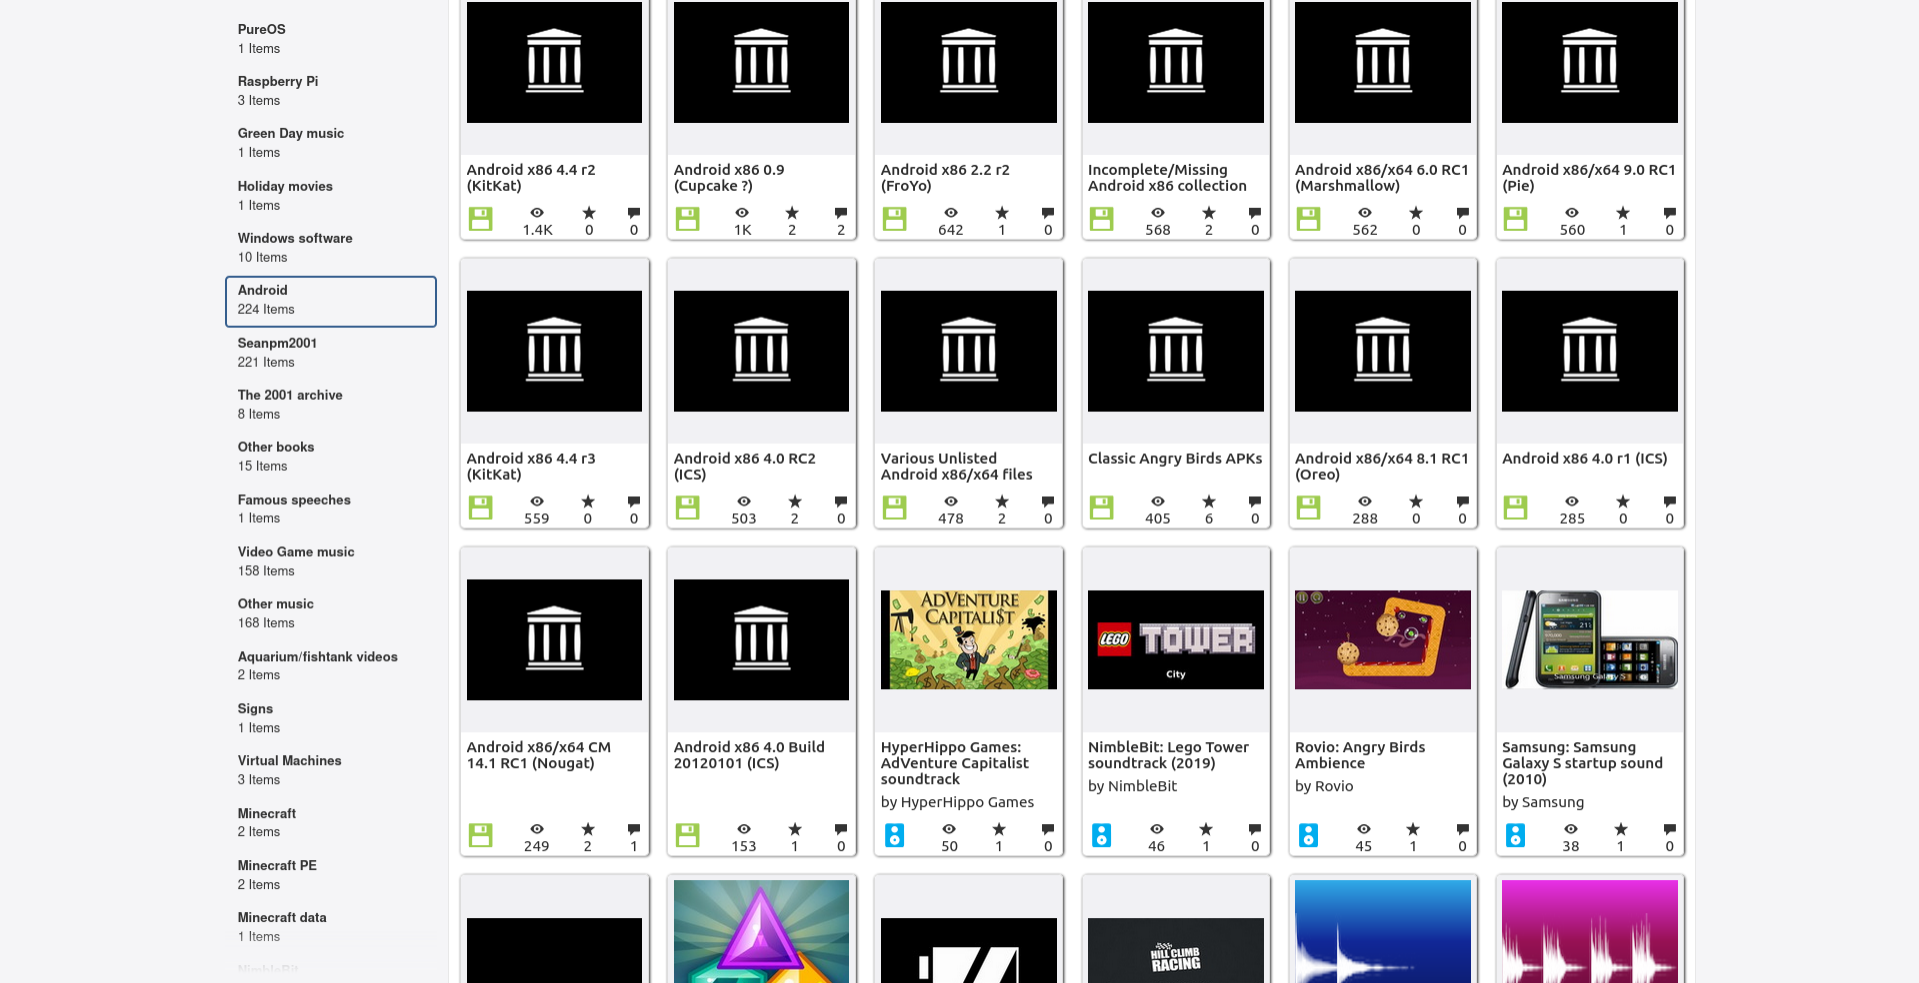 PureOS
1 Items
Raspberry Pi
3 Items
Green Day music
1 Items
Holiday movies
1 Items
Windows software
10 Items
Android
224 Items
Seanpm2001
221 Items
The 2001 archive
8 Items
Other books
15 Items
Famous speeches
1 Items
Video Game music
158 Items
Other music
168 Items
Aquarium/fishtank videos
2 Items
Signs
1 Items
Virtual Machines
3 Items
Minecraft
2 Items
Minecraft PE
2 Items
Minecraft data
1 Items
NimbleBit
Android x86 4.4 r2
(KitKat)
1.4K 0 0
Android x86 0.9
(Cupcake ?)
1K 2 2
Android x86 2.2 r2
(FroYo)
642 1 0
Incomplete/Missing
Android x86 collection
568 2 0
Android x86/x64 6.0 RC1
(Marshmallow)
562 0 0
Android x86/x64 9.0 RC1
(Pie)
560 1 0
Android x86 4.4 r3
(KitKat)
559 0 0
Android x86 4.0 RC2
(ICS)
503 2 0
Various Unlisted
Android x86/x64 files
478 2 0
Classic Angry Birds APKs
405 6 0
Android x86/x64 8.1 RC1
(Oreo)
288 0 0
Android x86 4.0 r1 (ICS)
285 0 0
Android x86/x64 CM
14.1 RC1 (Nougat)
249 2 1
Android x86 4.0 Build
20120101 (ICS)
153 1 0
ADVENTURE
CAPITALI$T
HyperHippo Games:
AdVenture Capitalist
soundtrack
by HyperHippo Games
50 1 0
LEGO TOWER
City
NimbleBit: Lego Tower
soundtrack (2019)
by NimbleBit
46 1 0
Rovio: Angry Birds
Ambience
by Rovio
45 1 0
Samsung Galaxy S
Samsung: Samsung
Galaxy S startup sound
(2010)
by Samsung
38 1 0
HILL CLIMB
RACING